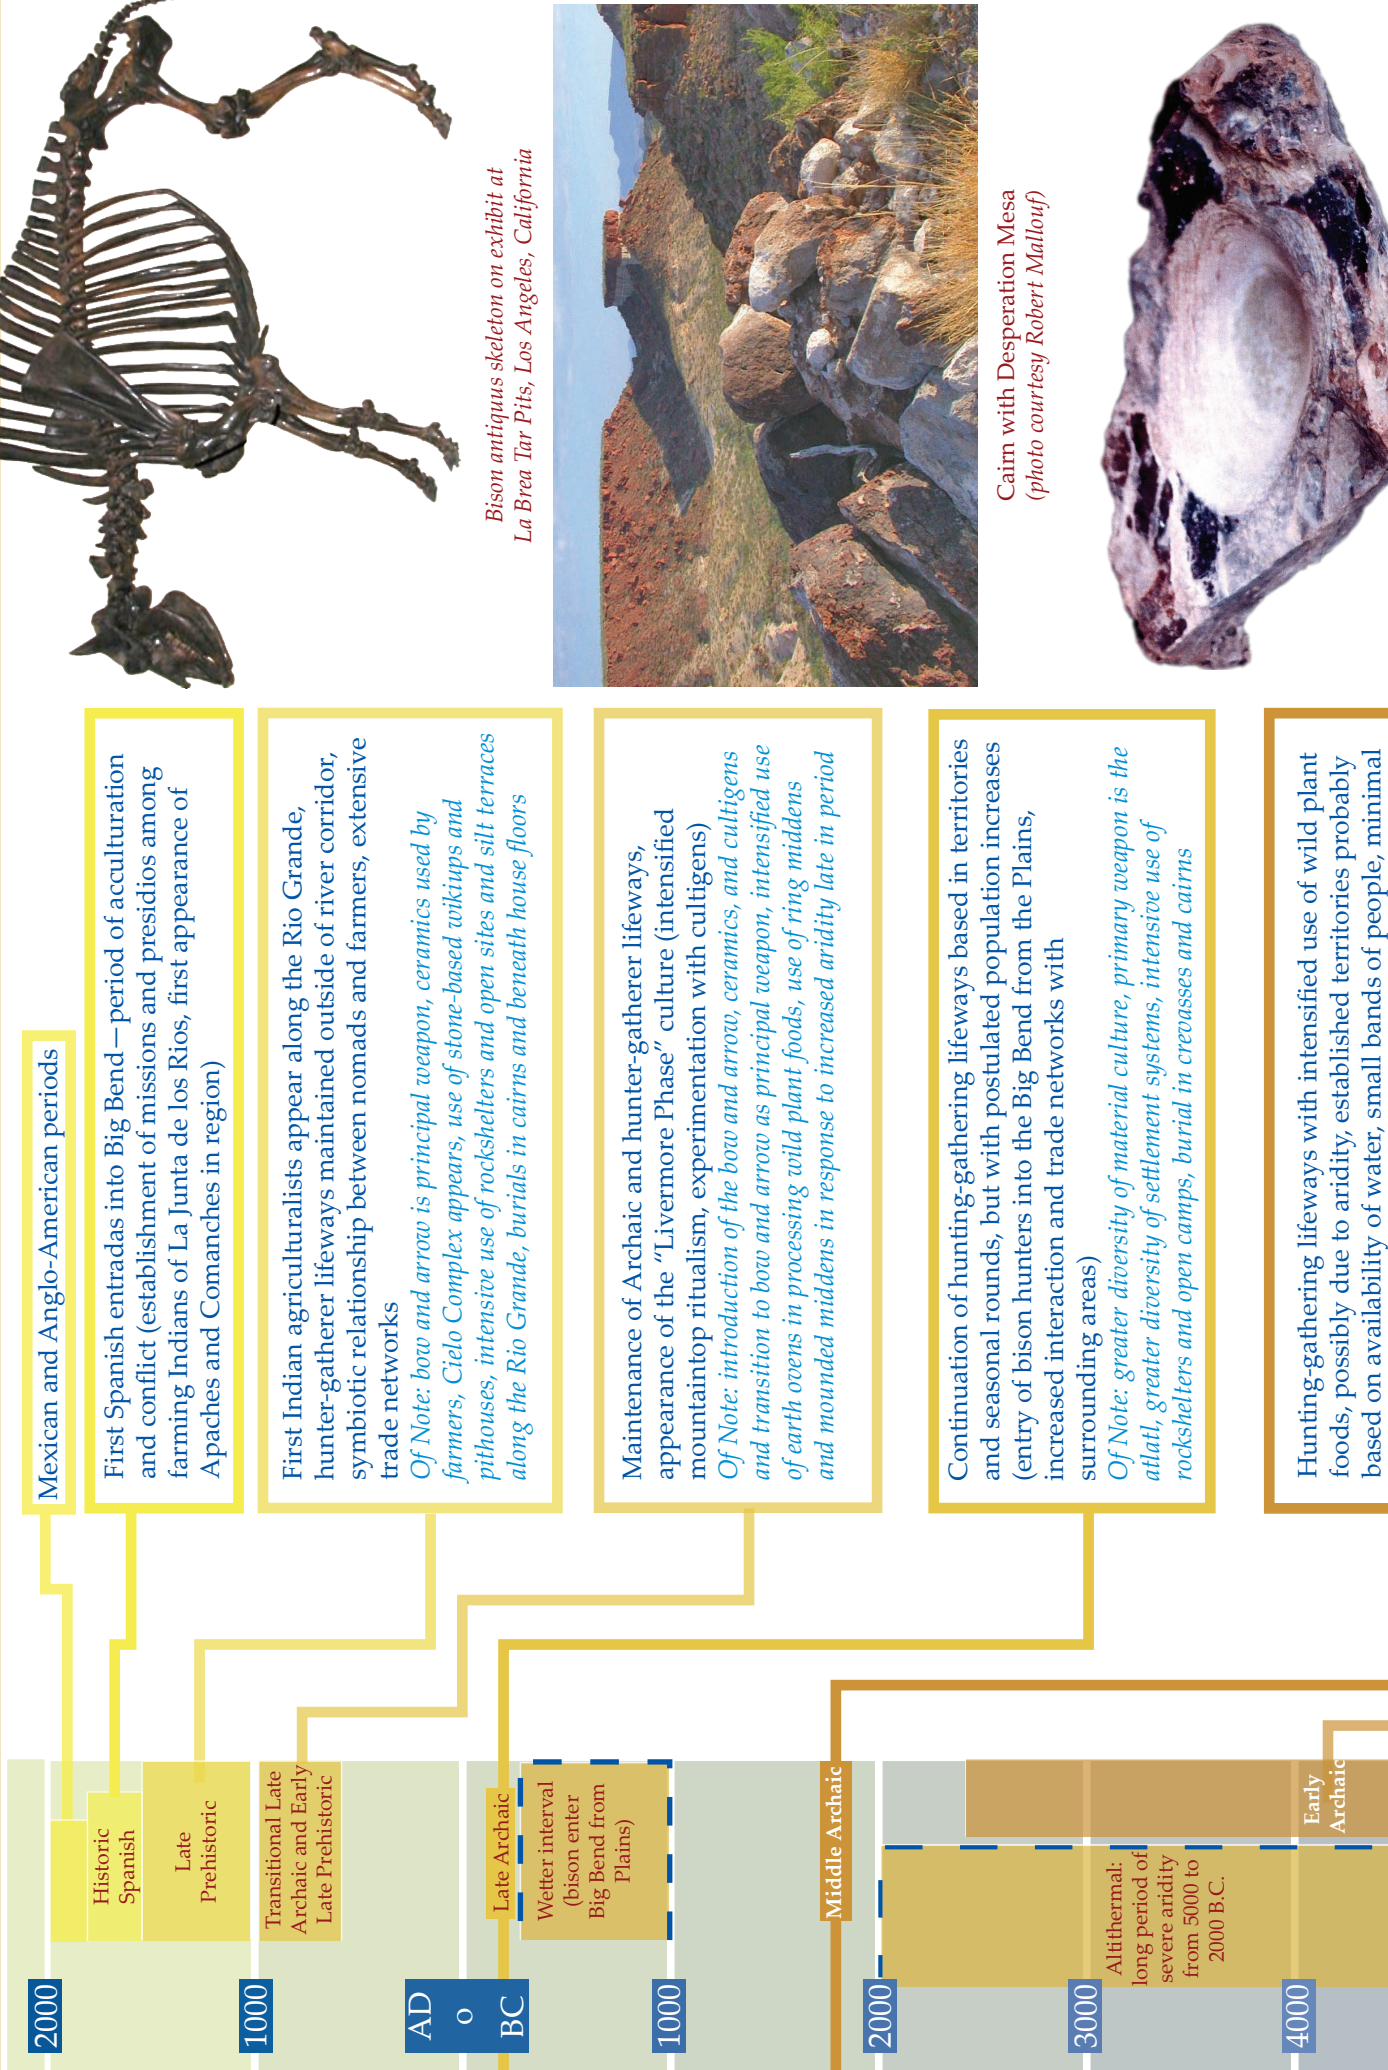 2000
1000
AD
0
BC
1000
2000
3000
4000
Historic
Spanish
Late
Prehistoric
Transitional Late
Archaic and Early
Late Prehistoric
Late Archaic
Wetter interval
(bison enter
Big Bend from
Plains)
Middle Archaic
Altithermal:
long period of
severe aridity
from 5000 to
2000 B.C.
Early
Archaic
Mexican and Anglo-American periods
First Spanish entradas into Big Bend—period of acculturation
and conflict (establishment of missions and presidios among
farming Indians of La Junta de los Rios, first appearance of
Apaches and Comanches in region)
First Indian agriculturalists appear along the Rio Grande,
hunter-gatherer lifeways maintained outside of river corridor,
symbiotic relationship between nomads and farmers, extensive
trade networks
Of Note: bow and arrow is principal weapon, ceramics used by
farmers, Cielo Complex appears, use of stone-based wikiups and
pithouses, intensive use of rockshelters and open sites and silt terraces
along the Rio Grande, burials in cairns and beneath house floors
Maintenance of Archaic and hunter-gatherer lifeways,
appearance of the "Livermore Phase" culture (intensified
mountaintop ritualism, experimentation with cultigens)
Of Note: introduction of the bow and arrow, ceramics, and cultigens
and transition to bow and arrow as principal weapon, intensified use
of earth ovens in processing wild plant foods, use of ring middens
and mounded middens in response to increased aridity late in period
Continuation of hunting-gathering lifeways based in territories
and seasonal rounds, but with postulated population increases
(entry of bison hunters into the Big Bend from the Plains,
increased interaction and trade networks with
surrounding areas)
Of Note: greater diversity of material culture, primary weapon is the
atlatl, greater diversity of settlement systems, intensive use of
rockshelters and open camps, burial in crevasses and cairns
Hunting-gathering lifeways with intensified use of wild plant
foods, possibly due to aridity, established territories probably
based on availability of water, small bands of people, minimal
Bison antiquus skeleton on exhibit at
La Brea Tar Pits, Los Angeles, California
Cairn with Desperation Mesa
(photo courtesy Robert Mallouf)